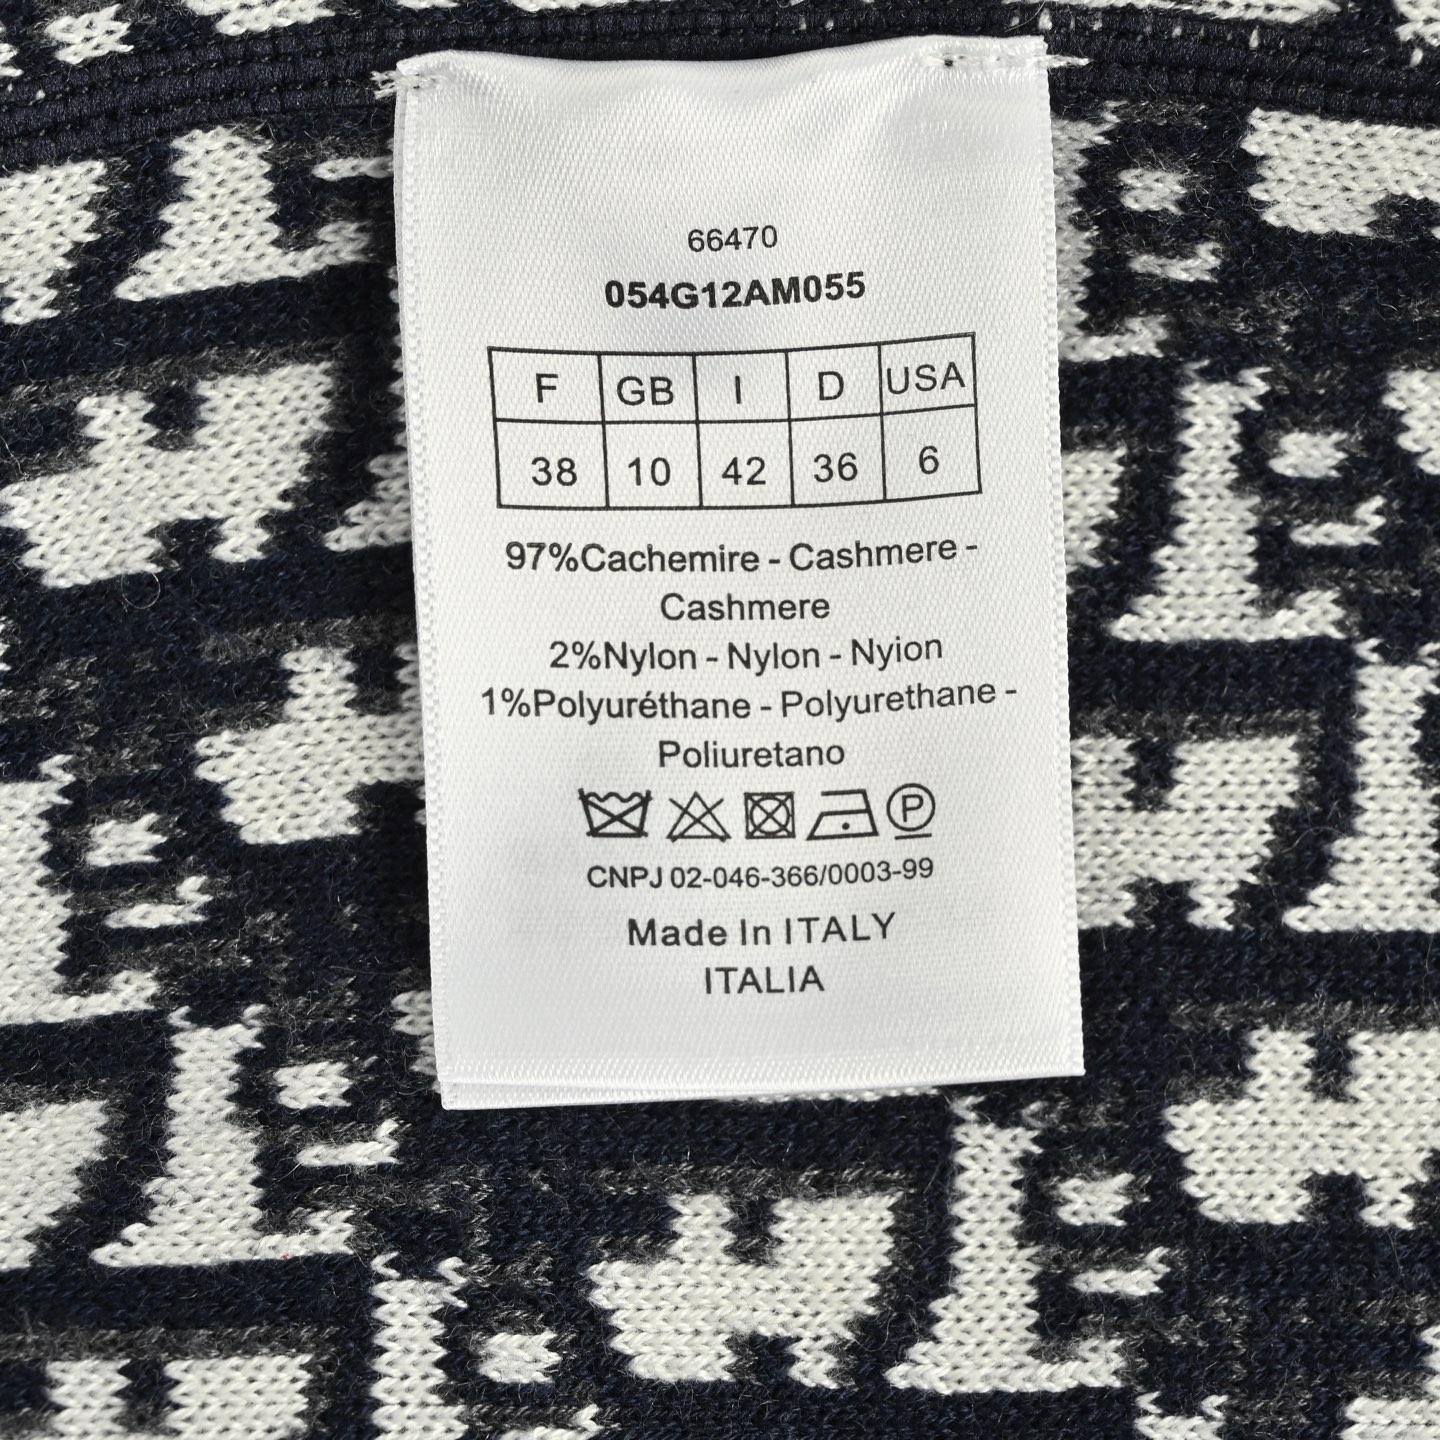 66470
054G12AM055
F GB I D USA
38 10 42 36 6
97%Cachemire - Cashmere -
Cashmere
2%Nylon - Nylon - Nyion
1%Polyuréthane - Polyurethane -
Poliuretano
P
CNPJ 02-046-366/0003-99
Made In ITALY
ITALIA